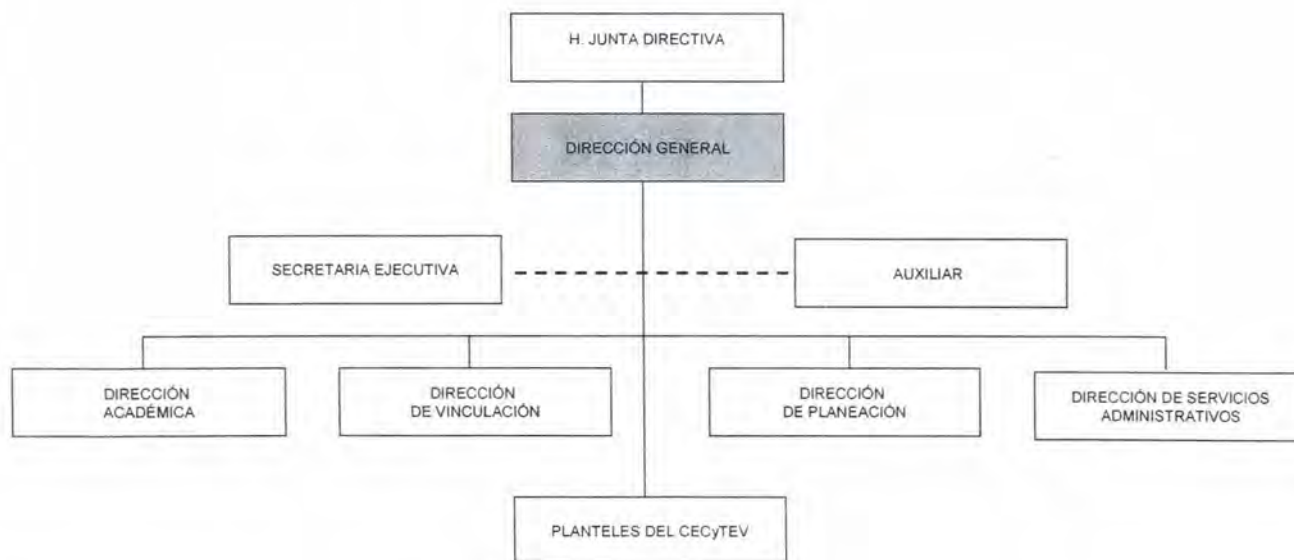 H. JUNTA DIRECTIVA
DIRECCIÓN GENERAL
SECRETARIA EJECUTIVA
AUXILIAR
DIRECCIÓN
ACADÉMICA
DIRECCIÓN
DE VINCULACIÓN
DIRECCIÓN
DE PLANEACIÓN
DIRECCIÓN DE SERVICIOS
ADMINISTRATIVOS
PLANTELES DEL CECyTEV